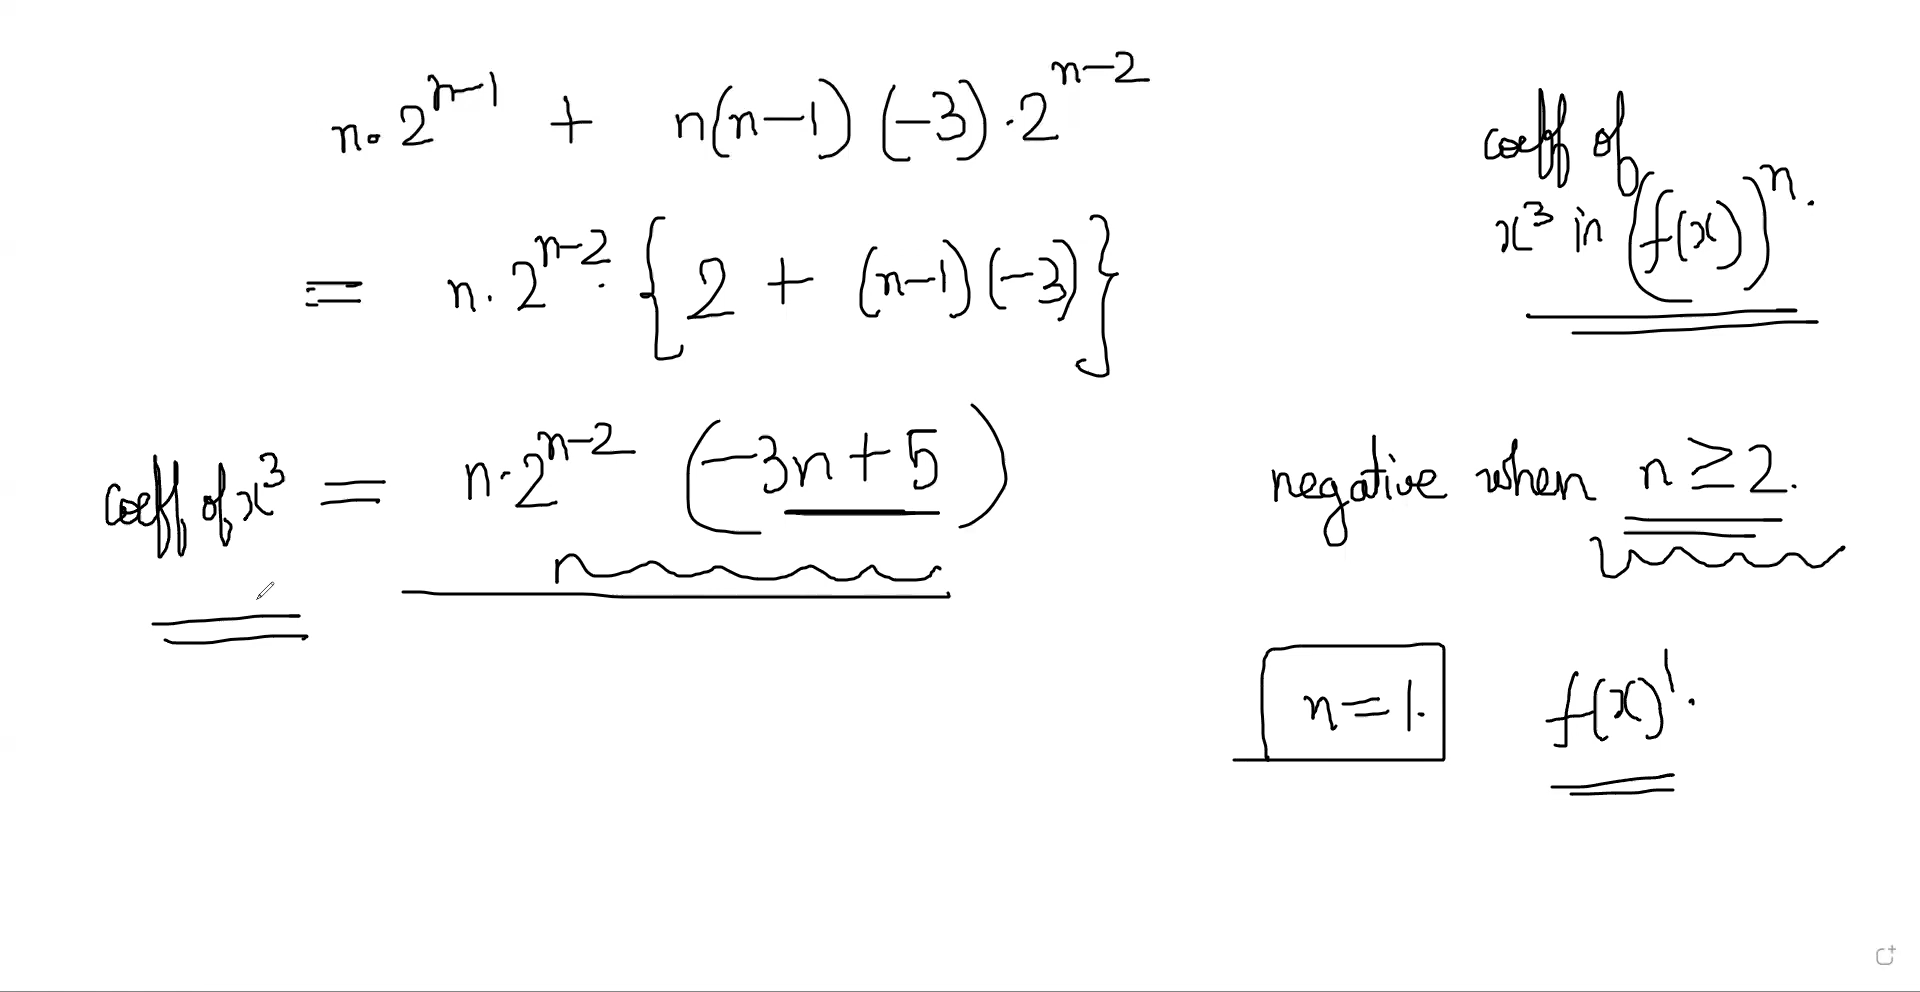 n·2^{n-1} + n(n-1)(-3)·2^{n-2}
= n·2^{n-2}·{2 + (n-1)(-3)}
coeff of x^3 = n·2^{n-2} (-3n+5)
coeff of
x^3 in (f(x))^n.
negative when n ≥ 2.
n = 1. f(x)^1.